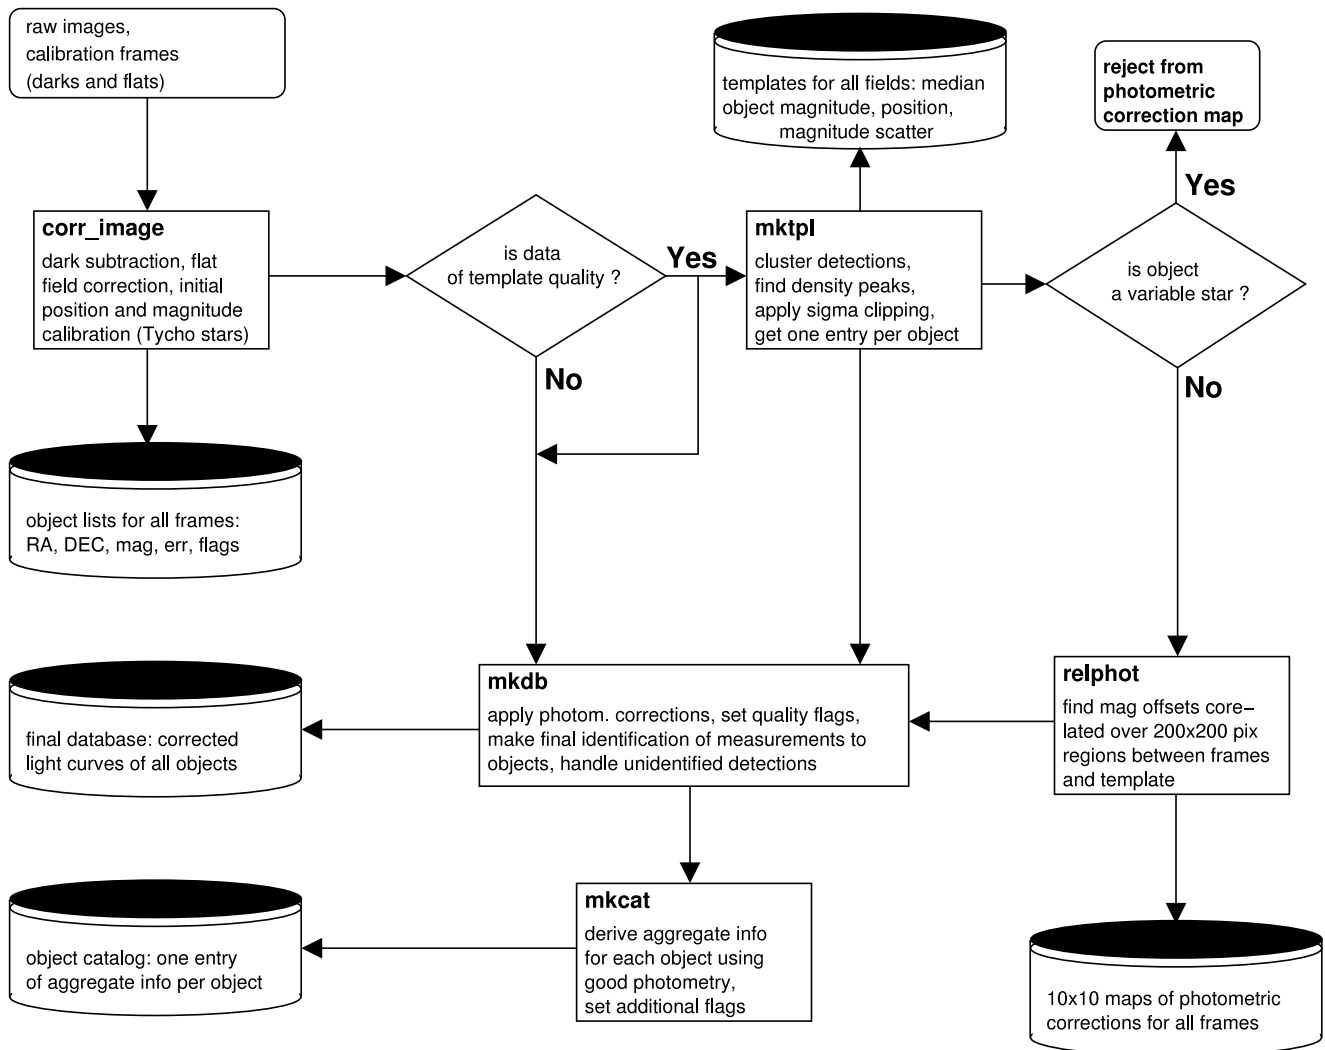 raw images,
calibration frames
(darks and flats)
templates for all fields: median
object magnitude, position,
magnitude scatter
reject from
photometric
correction map
Yes
corr_image
dark subtraction, flat
field correction, initial
position and magnitude
calibration (Tycho stars)
is data
of template quality ?
Yes
No
mktpl
cluster detections,
find density peaks,
apply sigma clipping,
get one entry per object
is object
a variable star ?
No
object lists for all frames:
RA, DEC, mag, err, flags
final database: corrected
light curves of all objects
mkdb
apply photom. corrections, set quality flags,
make final identification of measurements to
objects, handle unidentified detections
relphot
find mag offsets core-
lated over 200x200 pix
regions between frames
and template
object catalog: one entry
of aggregate info per object
mkcat
derive aggregate info
for each object using
good photometry,
set additional flags
10x10 maps of photometric
corrections for all frames